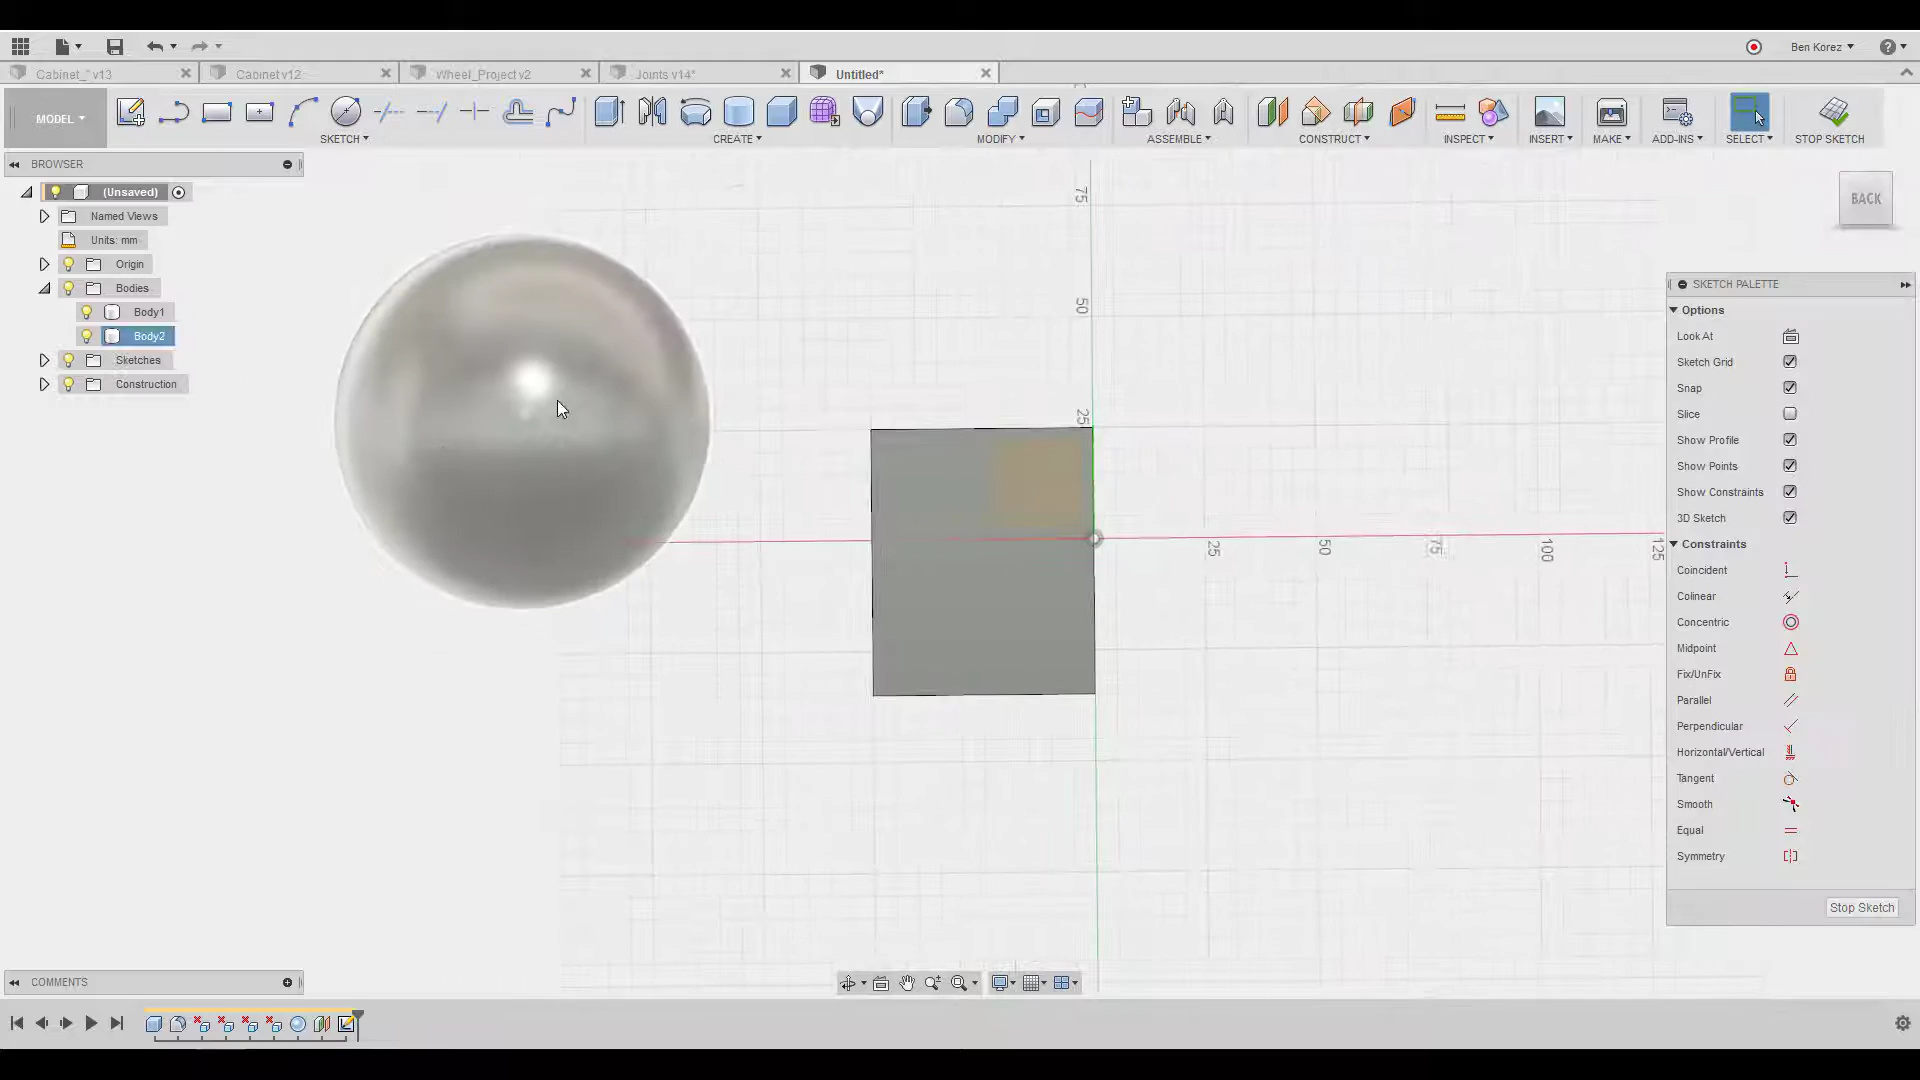 Ben Korez
Cabinet_* v13
Cabinet v12
Wheel_Project v2
Joints v14*
Untitled*
MODEL
SKETCH
CREATE
MODIFY
ASSEMBLE
CONSTRUCT
INSPECT
INSERT
MAKE
ADD-INS
SELECT
STOP SKETCH
BROWSER
(Unsaved)
Named Views
Units: mm
Origin
Bodies
Body1
Body2
Sketches
Construction
75
50
25
25
50
75
100
125
BACK
SKETCH PALETTE
Options
Look At
Sketch Grid
Snap
Slice
Show Profile
Show Points
Show Constraints
3D Sketch
Constraints
Coincident
Colinear
Concentric
Midpoint
Fix/UnFix
Parallel
Perpendicular
Horizontal/Vertical
Tangent
Smooth
Equal
Symmetry
Stop Sketch
COMMENTS